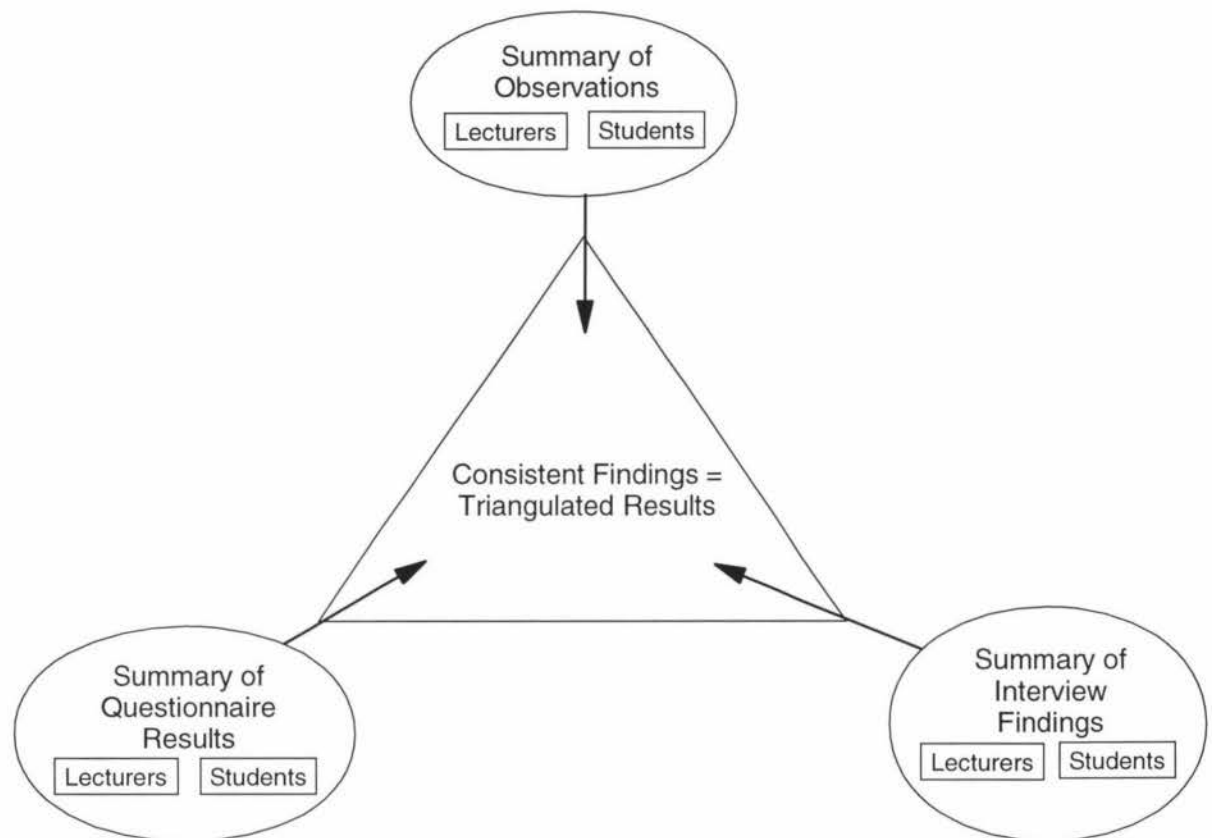 Summary of
Observations
Lecturers Students
Consistent Findings =
Triangulated Results
Summary of
Questionnaire
Results
Lecturers Students
Summary of
Interview
Findings
Lecturers Students